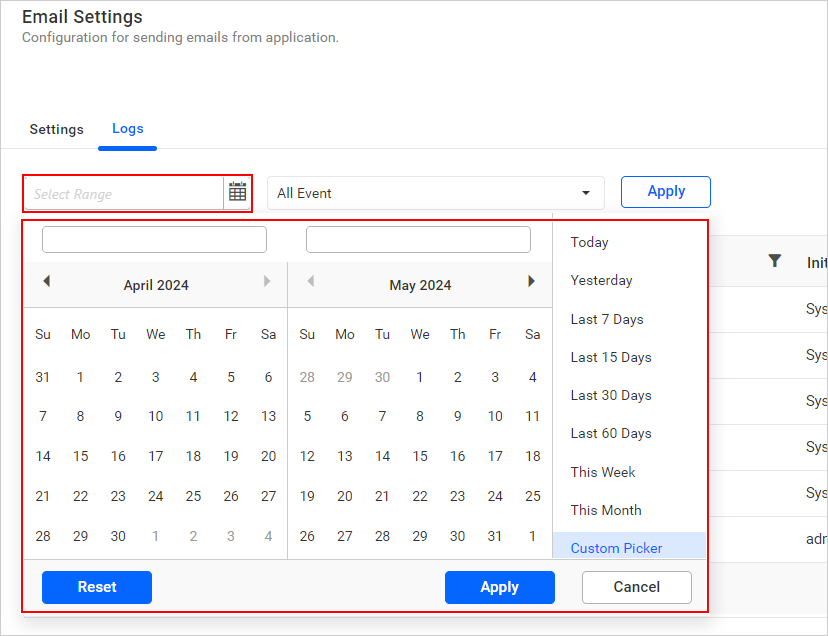 Email Settings
Configuration for sending emails from application.
Settings Logs
Select Range All Event Apply
Today
Yesterday
Last 7 Days
Last 15 Days
Last 30 Days
Last 60 Days
This Week
This Month
Custom Picker
April 2024
Su Mo Tu We Th Fr Sa
31 1 2 3 4 5 6
7 8 9 10 11 12 13
14 15 16 17 18 19 20
21 22 23 24 25 26 27
28 29 30 1 2 3 4
May 2024
Su Mo Tu We Th Fr Sa
28 29 30 1 2 3 4
5 6 7 8 9 10 11
12 13 14 15 16 17 18
19 20 21 22 23 24 25
26 27 28 29 30 31 1
Reset Apply Cancel
Init
Sys
Sys
Sys
Sys
Sys
adm